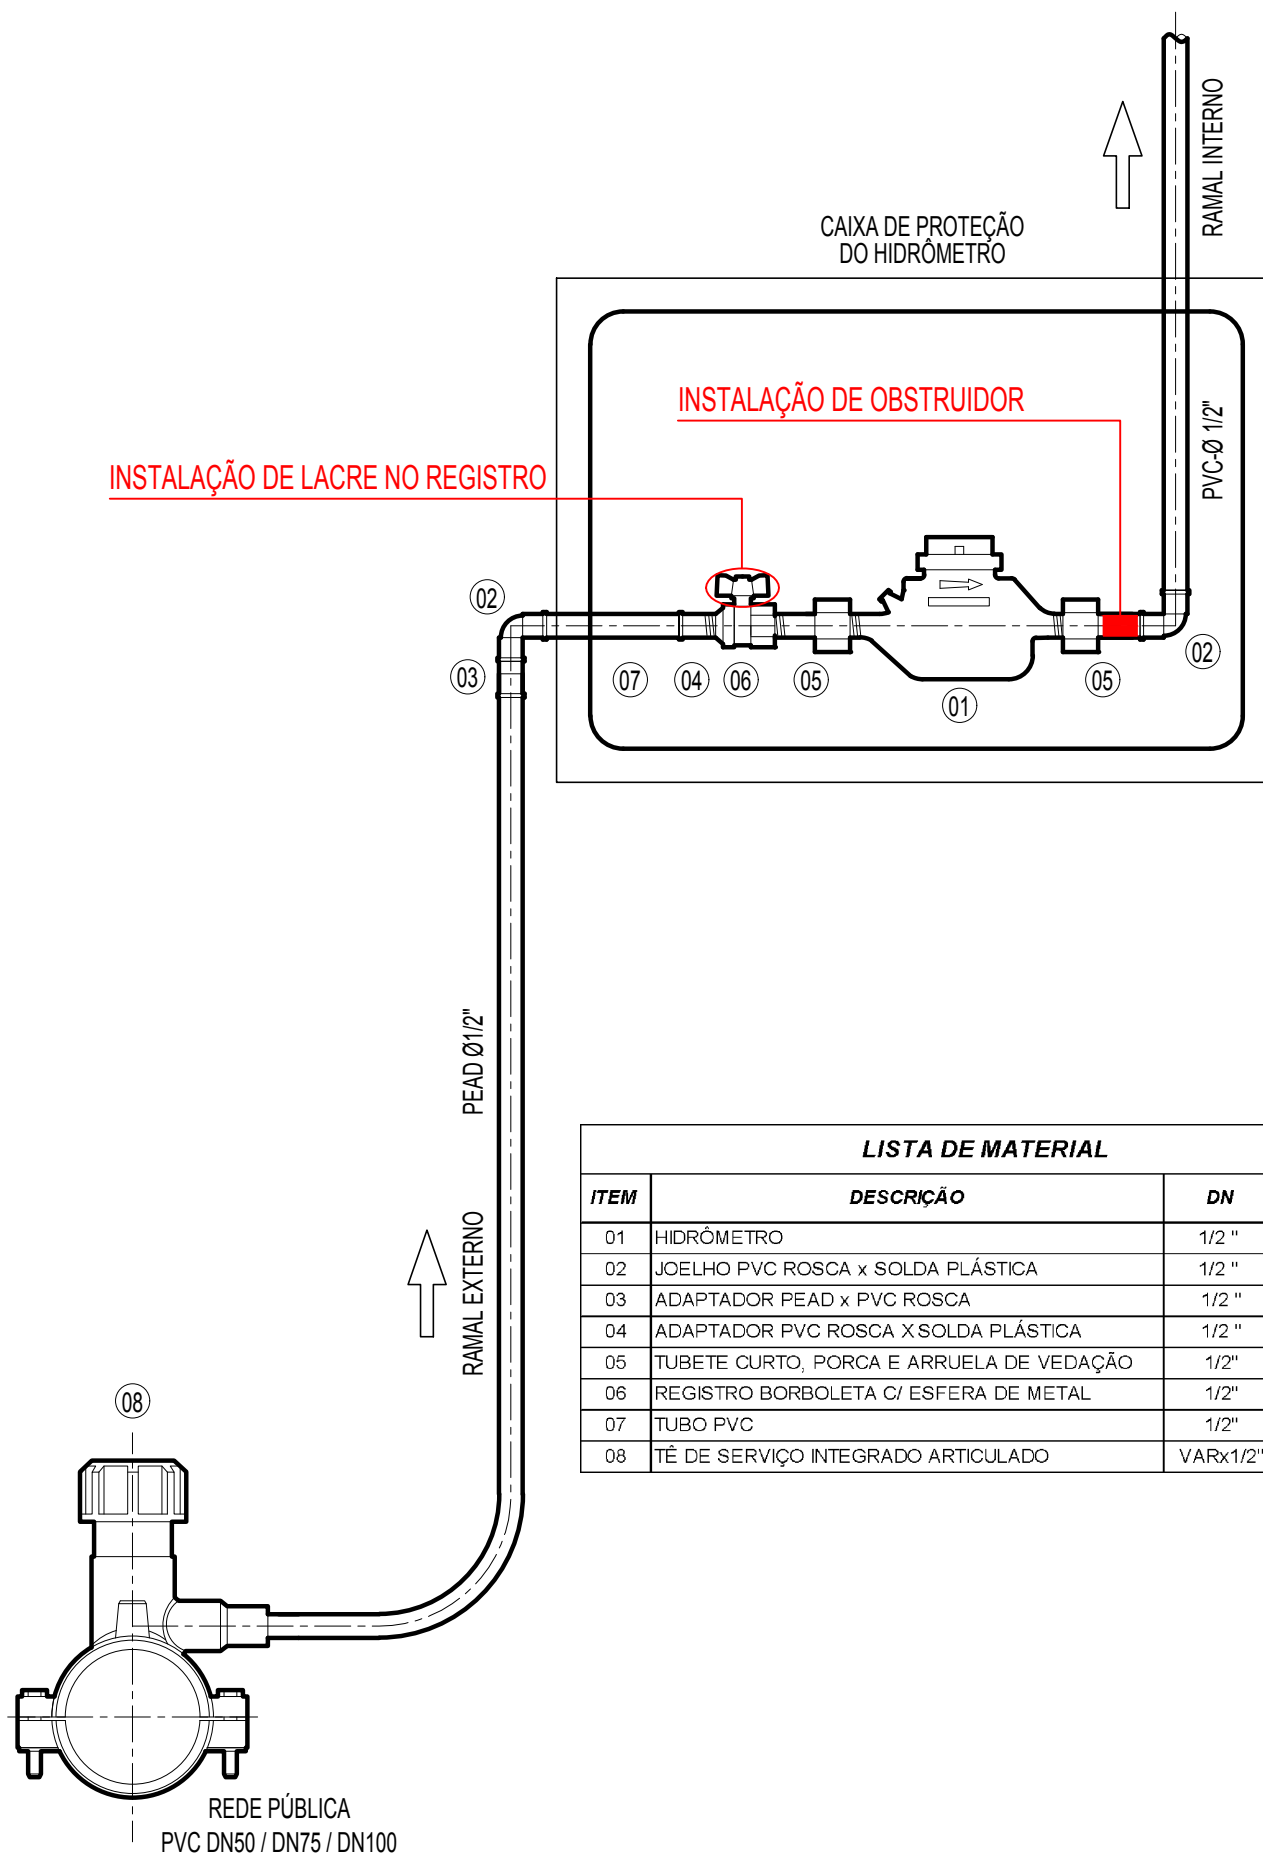 RAMAL INTERNO
CAIXA DE PROTEÇÃO
DO HIDRÔMETRO
INSTALAÇÃO DE OBSTRUIDOR
PVC-Ø 1/2"
INSTALAÇÃO DE LACRE NO REGISTRO
02
03
07
04
06
05
01
05
02
PEAD Ø1/2"
RAMAL EXTERNO
LISTA DE MATERIAL
ITEM DESCRIÇÃO DN
01 HIDRÔMETRO 1/2 "
02 JOELHO PVC ROSCA x SOLDA PLÁSTICA 1/2 "
03 ADAPTADOR PEAD x PVC ROSCA 1/2 "
04 ADAPTADOR PVC ROSCA X SOLDA PLÁSTICA 1/2 "
05 TUBETE CURTO, PORCA E ARRUELA DE VEDAÇÃO 1/2"
06 REGISTRO BORBOLETA C/ ESFERA DE METAL 1/2"
07 TUBO PVC 1/2"
08 TÊ DE SERVIÇO INTEGRADO ARTICULADO VARx1/2"
08
REDE PÚBLICA
PVC DN50 / DN75 / DN100